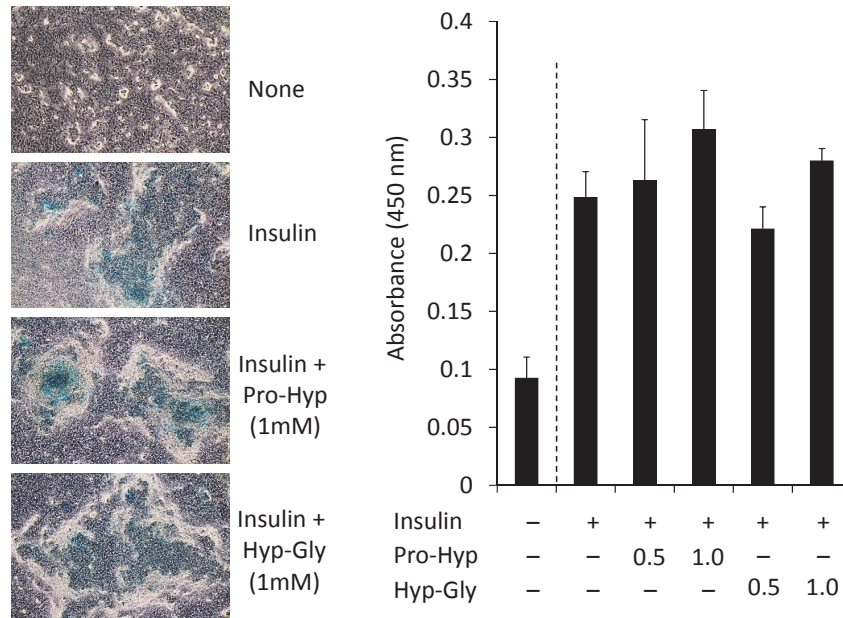 None
Insulin
Insulin +
Pro-Hyp
(1mM)
Insulin +
Hyp-Gly
(1mM)
Absorbance (450 nm)
0.4
0.35
0.3
0.25
0.2
0.15
0.1
0.05
0
Insulin – + + + + +
Pro-Hyp – – 0.5 1.0 – –
Hyp-Gly – – – – 0.5 1.0